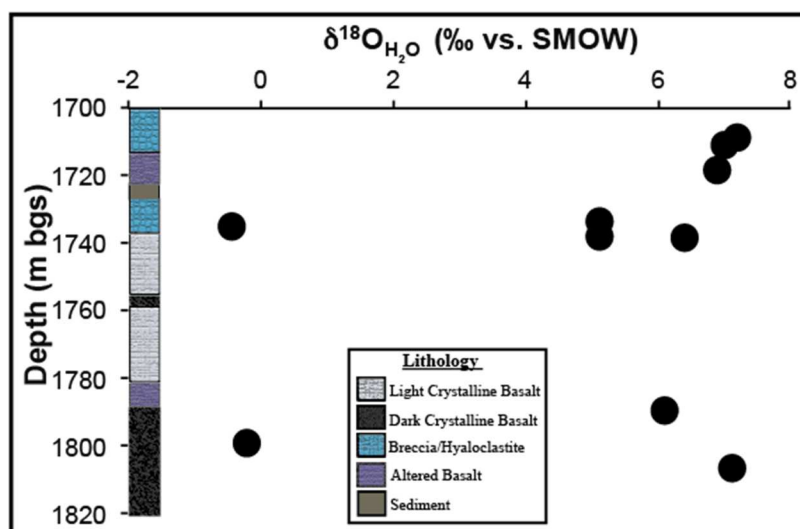 δ18OH2O (‰ vs. SMOW)
-2 0 2 4 6 8
Depth (m bgs)
1700
1720
1740
1760
1780
1800
1820
Lithology
Light Crystalline Basalt
Dark Crystalline Basalt
Breccia/Hyaloclastite
Altered Basalt
Sediment